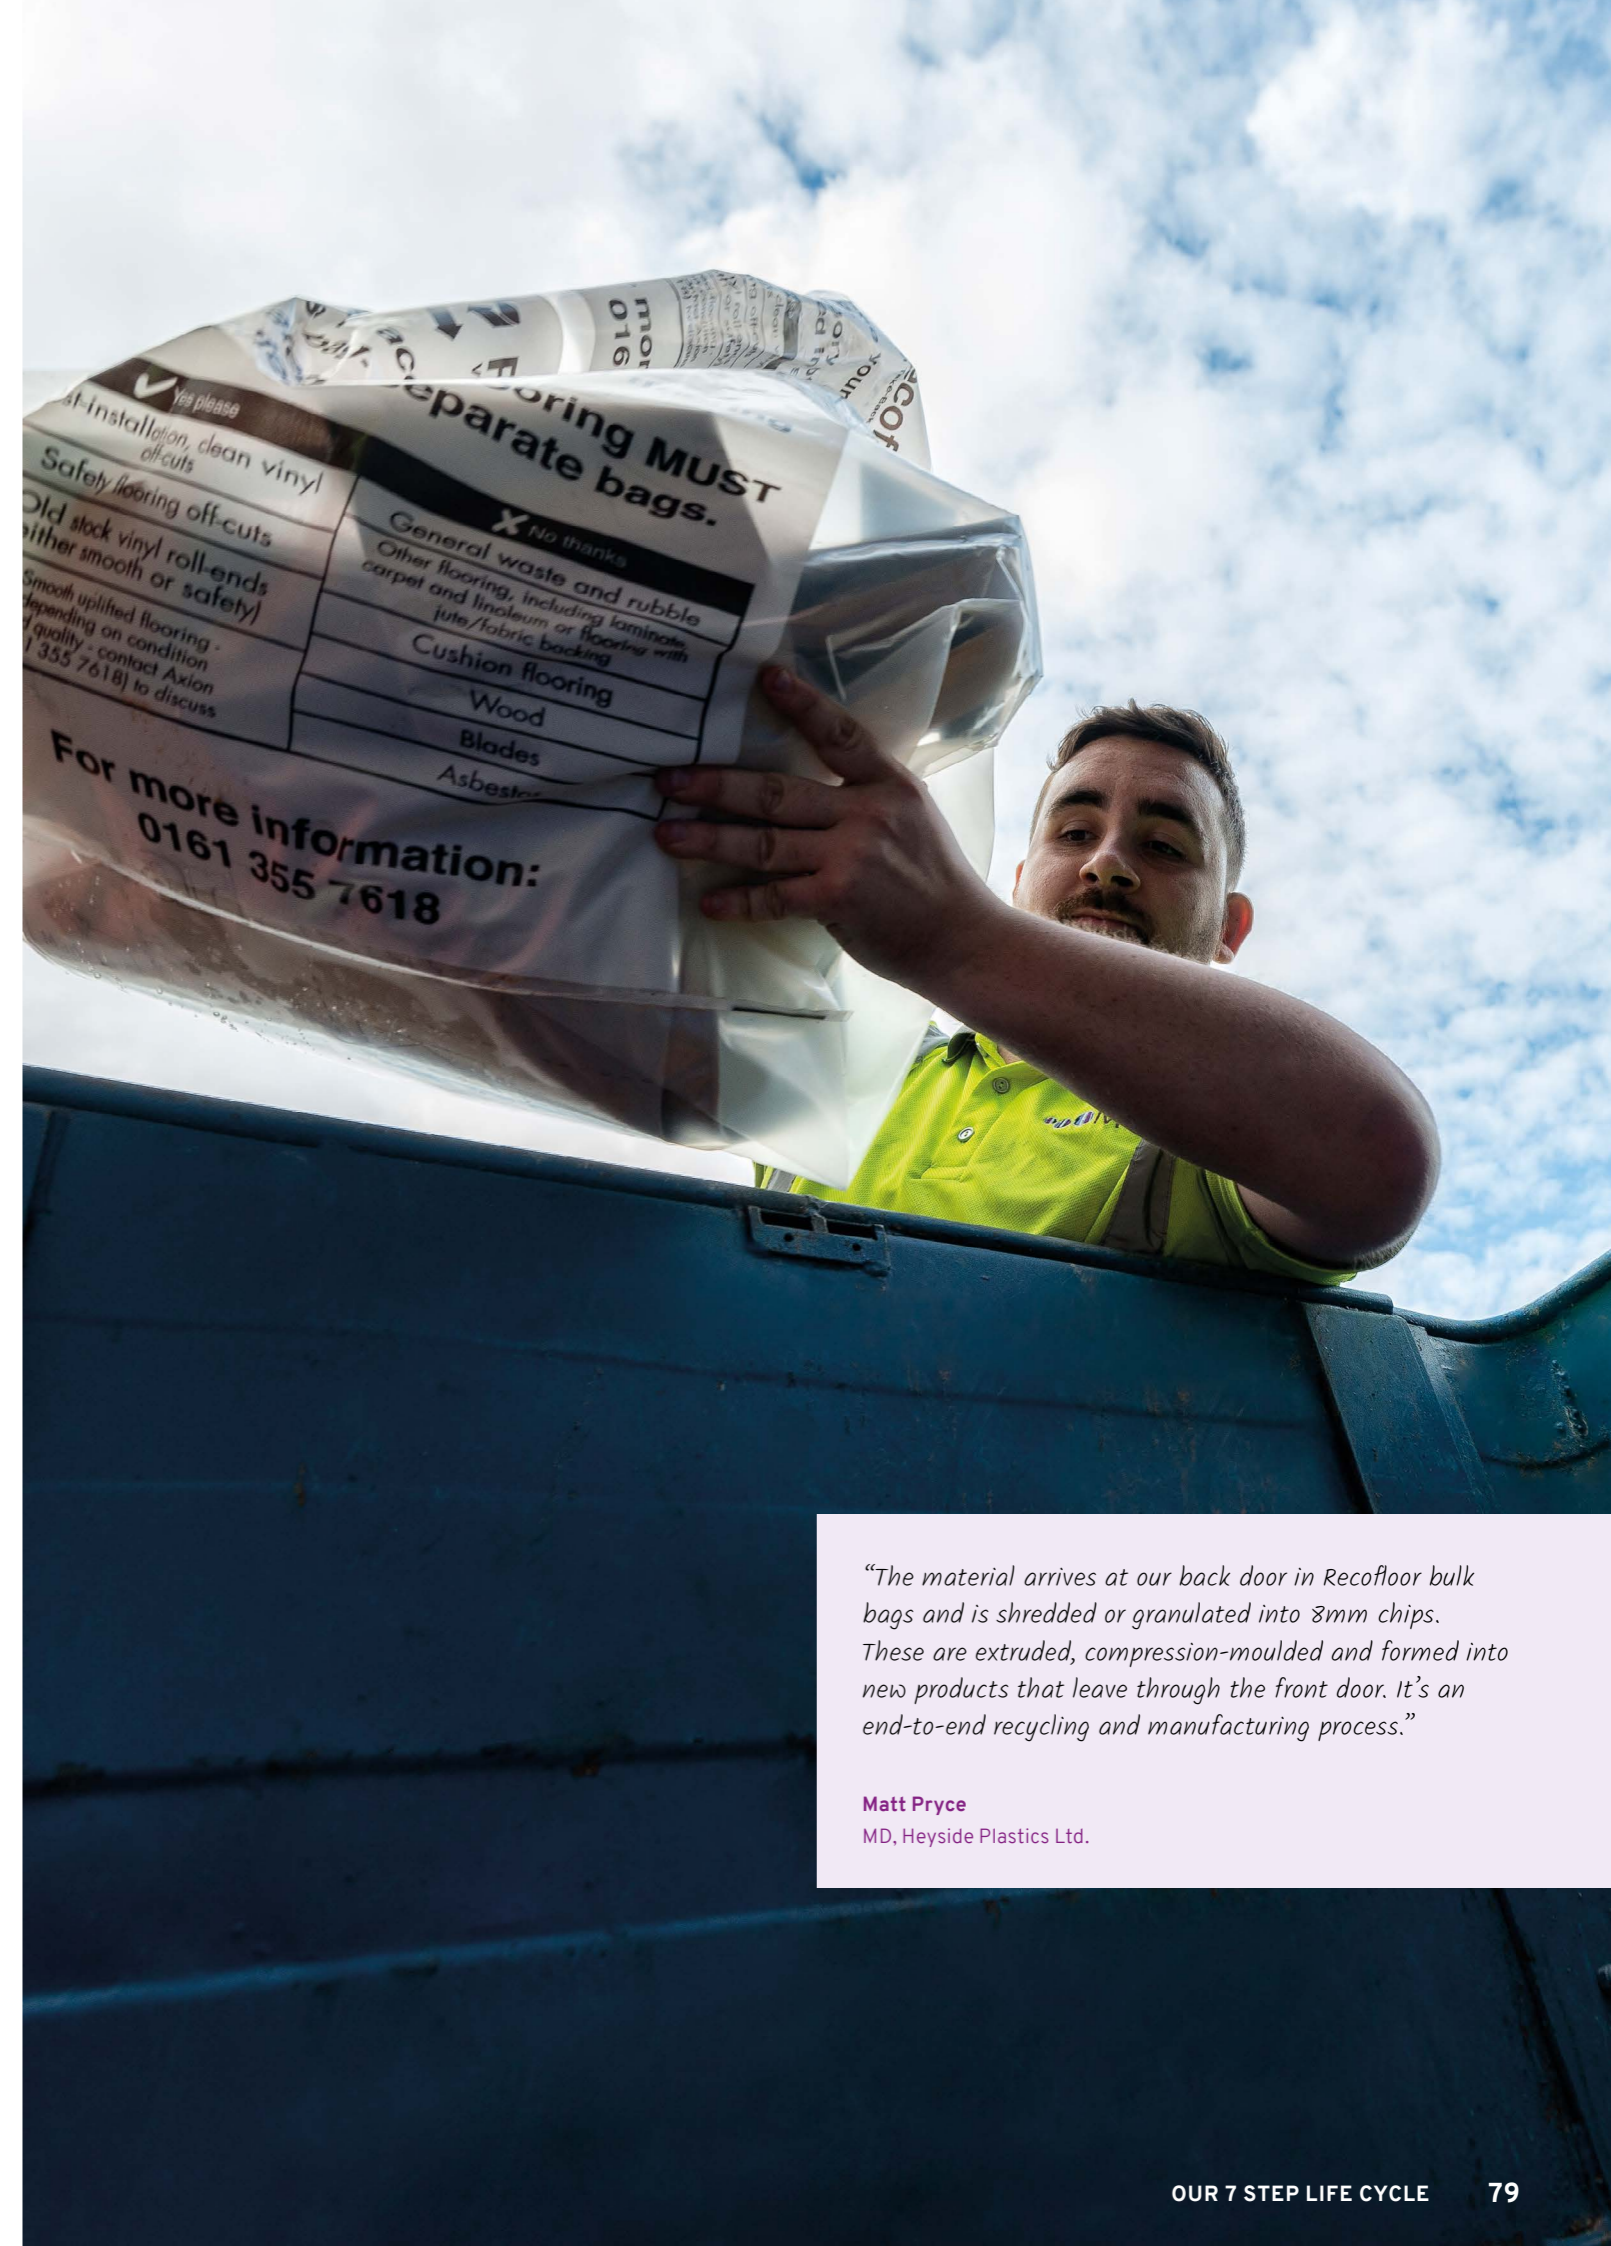 Yes please
clean vinyl
off-cuts
Safety flooring off-cuts
Old stock vinyl roll-ends
smooth or safety)
Smooth uplifted flooring -
depending on condition
quality - contact Axion
355 7618) to discuss
MUST
bags.
No thanks
General waste and rubble
Other flooring, including laminate,
carpet and linoleum or flooring with
jute/fabric backing
Cushion flooring
Wood
Blades
For more information:
0161 355 7618
“The material arrives at our back door in Recofloor bulk
bags and is shredded or granulated into 8mm chips.
These are extruded, compression-moulded and formed into
new products that leave through the front door. It’s an
end-to-end recycling and manufacturing process.”
Matt Pryce
MD, Heyside Plastics Ltd.
OUR 7 STEP LIFE CYCLE 79